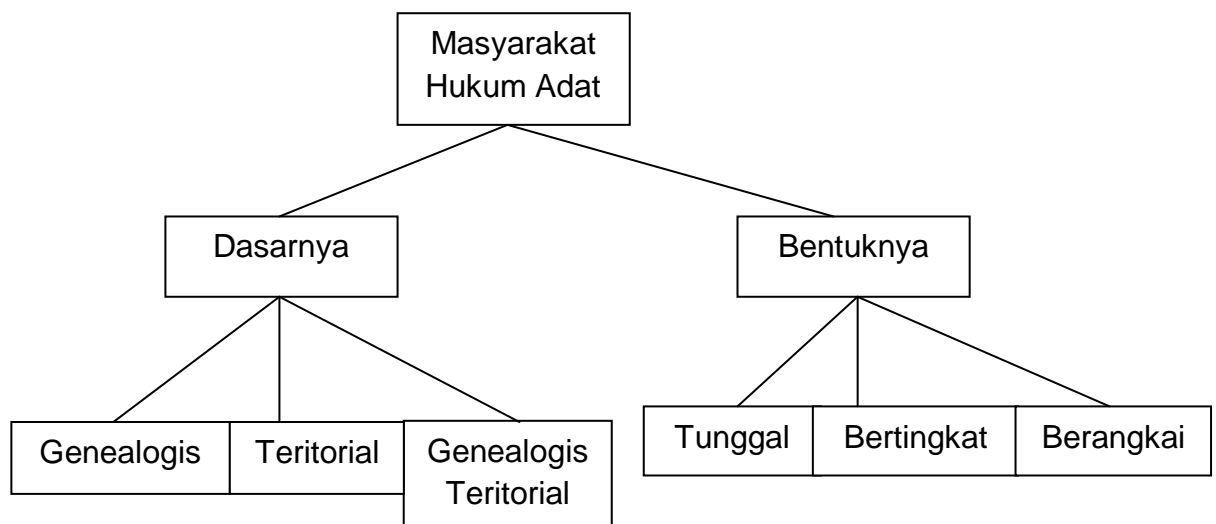 Masyarakat
Hukum Adat
Dasarnya
Bentuknya
Genealogis
Teritorial
Genealogis
Teritorial
Tunggal
Bertingkat
Berangkai